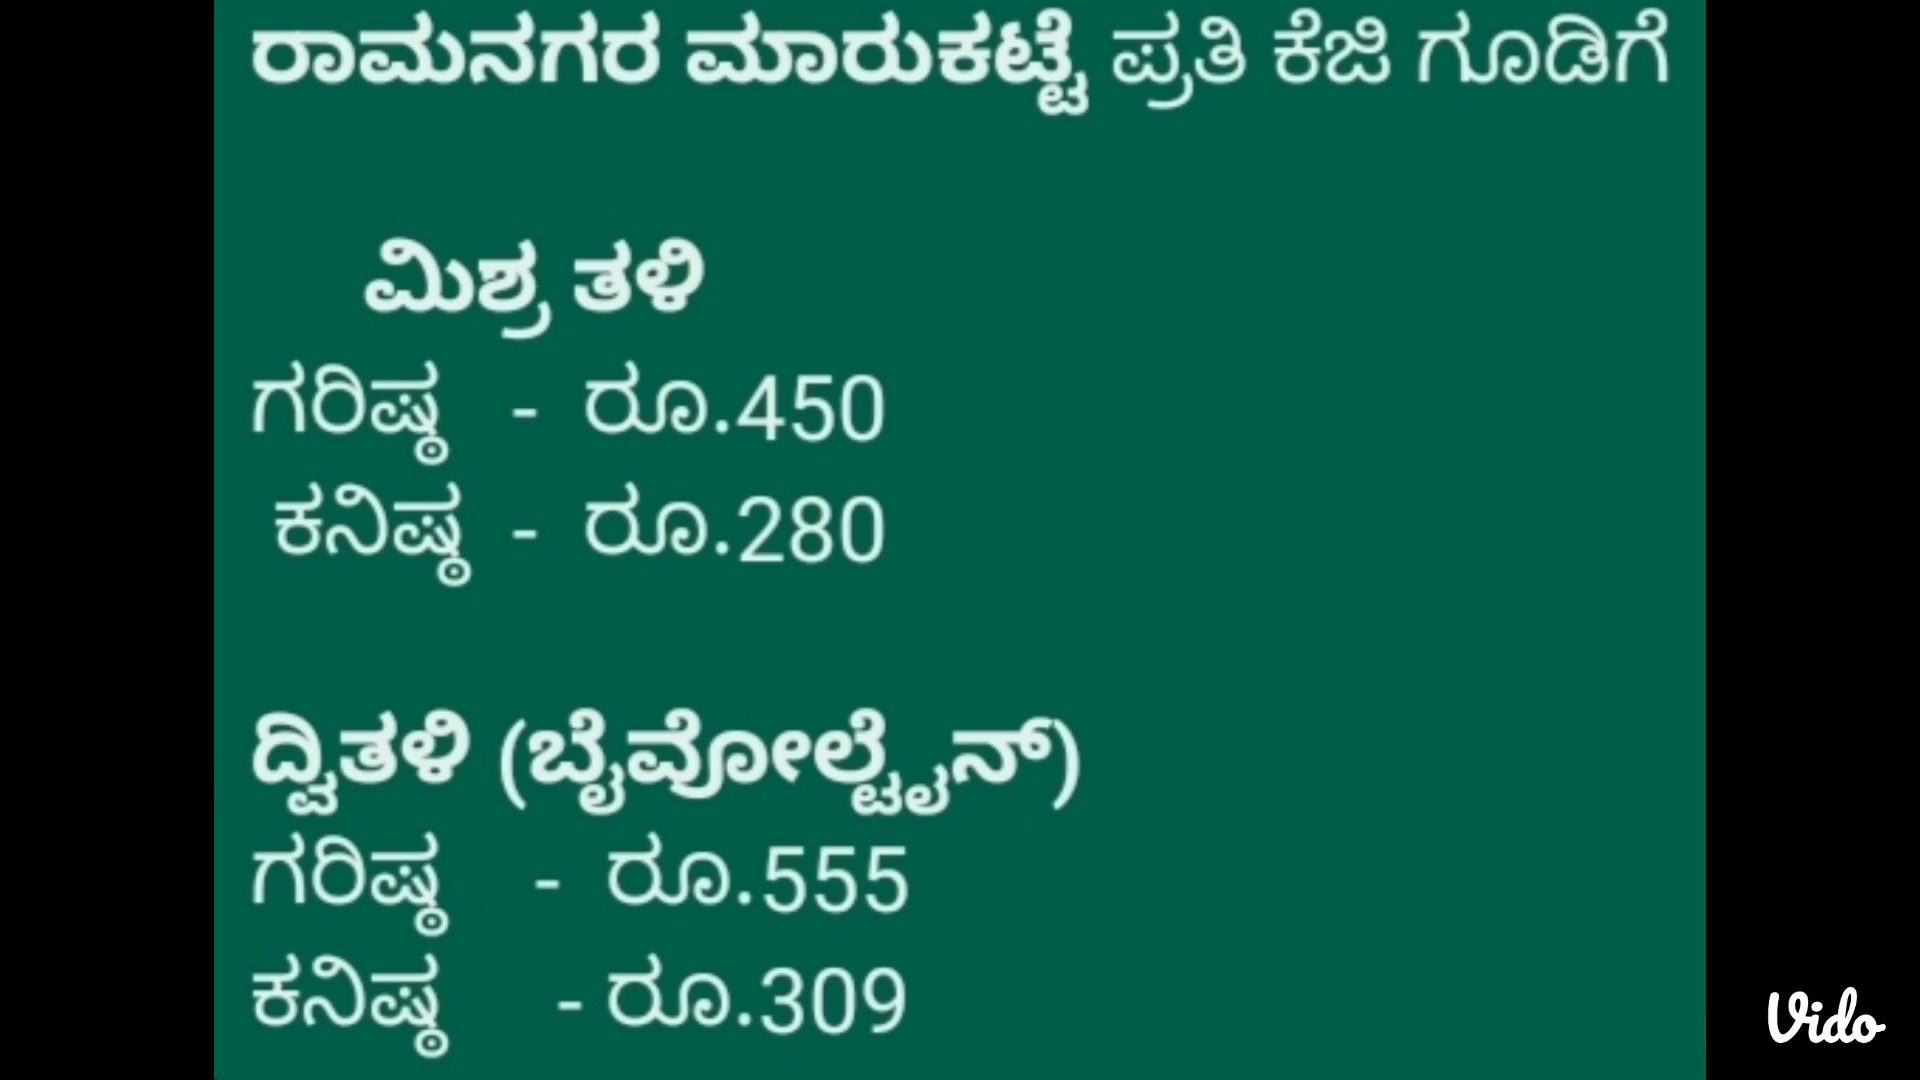 ರಾಮನಗರ ಮಾರುಕಟ್ಟೆ ಪ್ರತಿ ಕೆಜಿ ಗೂಡಿಗೆ
ಮಿಶ್ರ ತಳಿ
ಗರಿಷ್ಠ - ರೂ.450
ಕನಿಷ್ಠ - ರೂ.280
ದ್ವಿತಳಿ (ಬೈವೋಲ್ಟೈನ್)
ಗರಿಷ್ಠ - ರೂ.555
ಕನಿಷ್ಠ - ರೂ.309
Vido